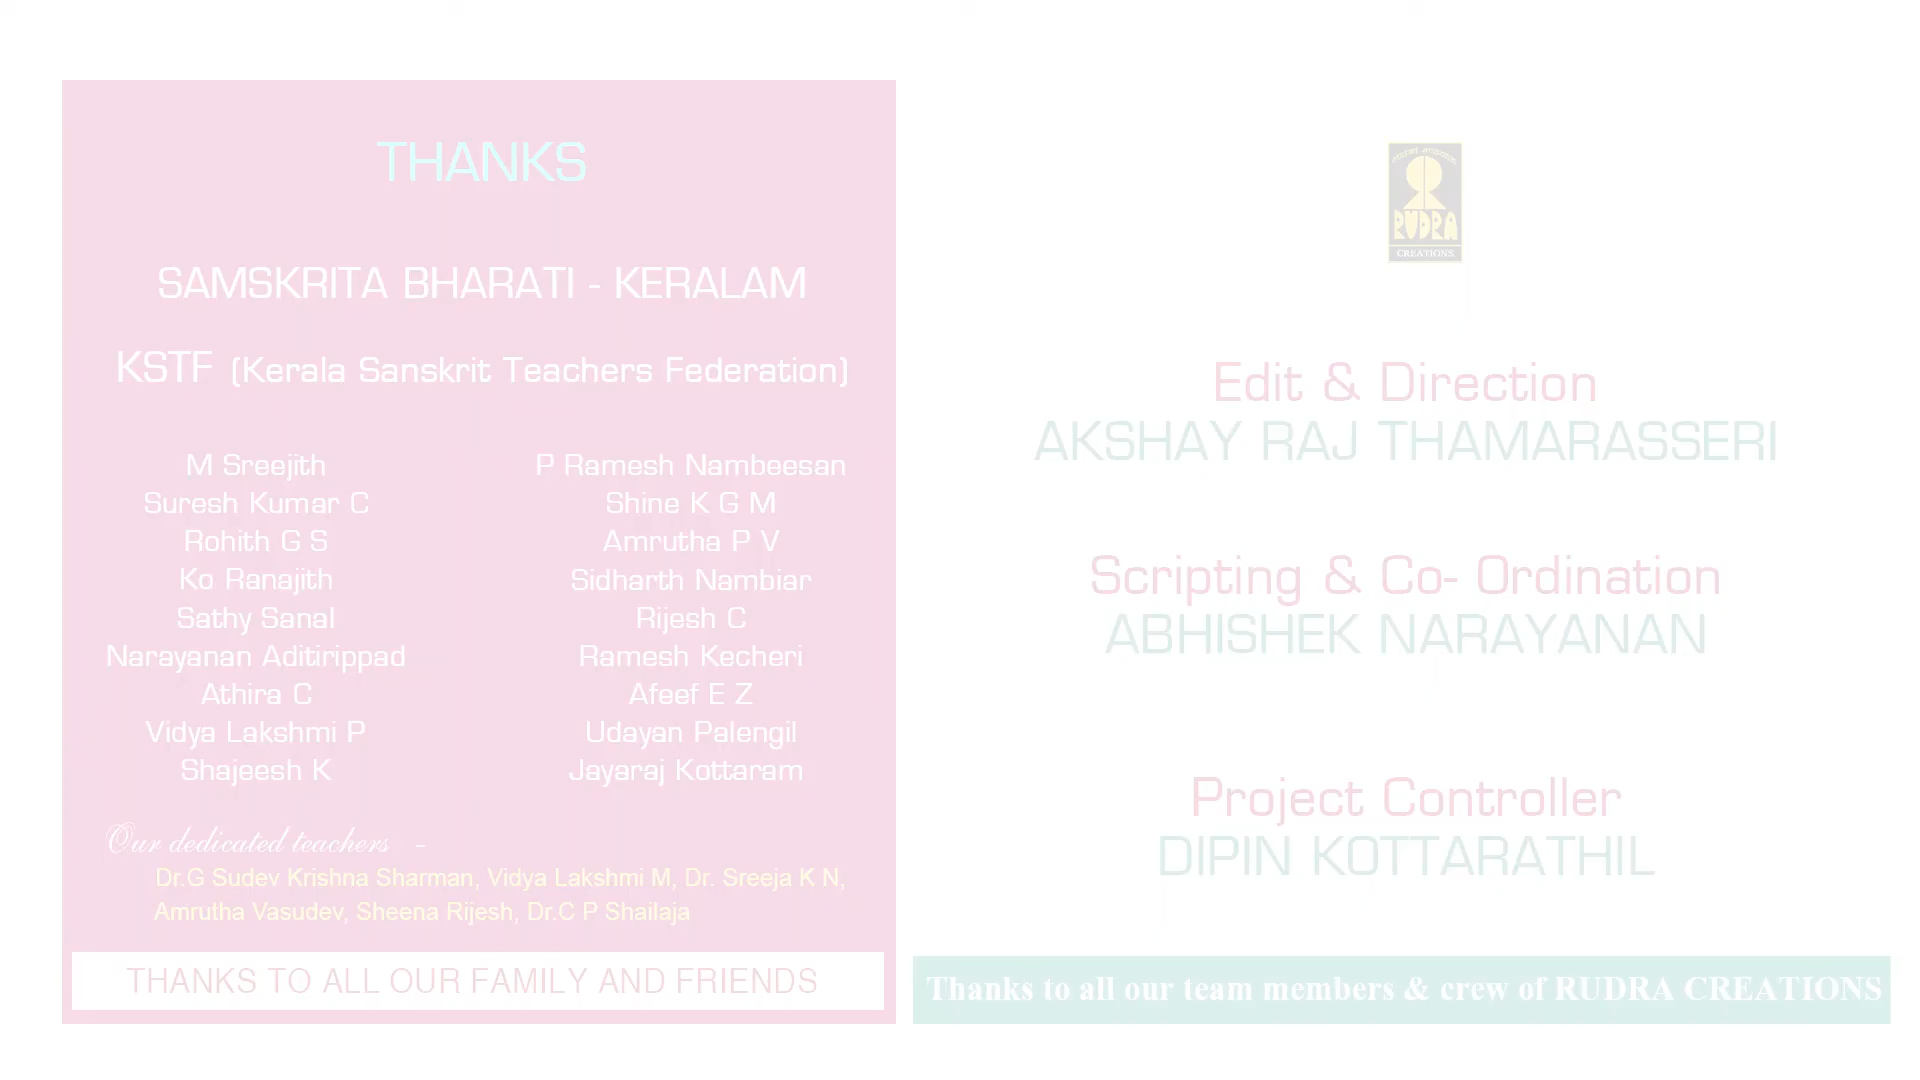 THANKS
SAMSKRITA BHARATI - KERALAM
KSTF (Kerala Sanskrit Teachers Federation)
M Sreejith
Suresh Kumar C
Rohith G S
Ko Ranajith
Sathy Sanal
Narayanan Aditirippad
Athira C
Vidya Lakshmi P
Shajeesh K
P Ramesh Nambeesan
Shine K G M
Amrutha P V
Sidharth Nambiar
Rijesh C
Ramesh Kecheri
Afeef E Z
Udayan Palengil
Jayaraj Kottaram
Our dedicated teachers -
Dr.G Sudev Krishna Sharman, Vidya Lakshmi M, Dr. Sreeja K N,
Amrutha Vasudev, Sheena Rijesh, Dr.C P Shailaja
THANKS TO ALL OUR FAMILY AND FRIENDS
RUDRA
CREATIONS
Edit & Direction
AKSHAY RAJ THAMARASSERI
Scripting & Co- Ordination
ABHISHEK NARAYANAN
Project Controller
DIPIN KOTTARATHIL
Thanks to all our team members & crew of RUDRA CREATIONS